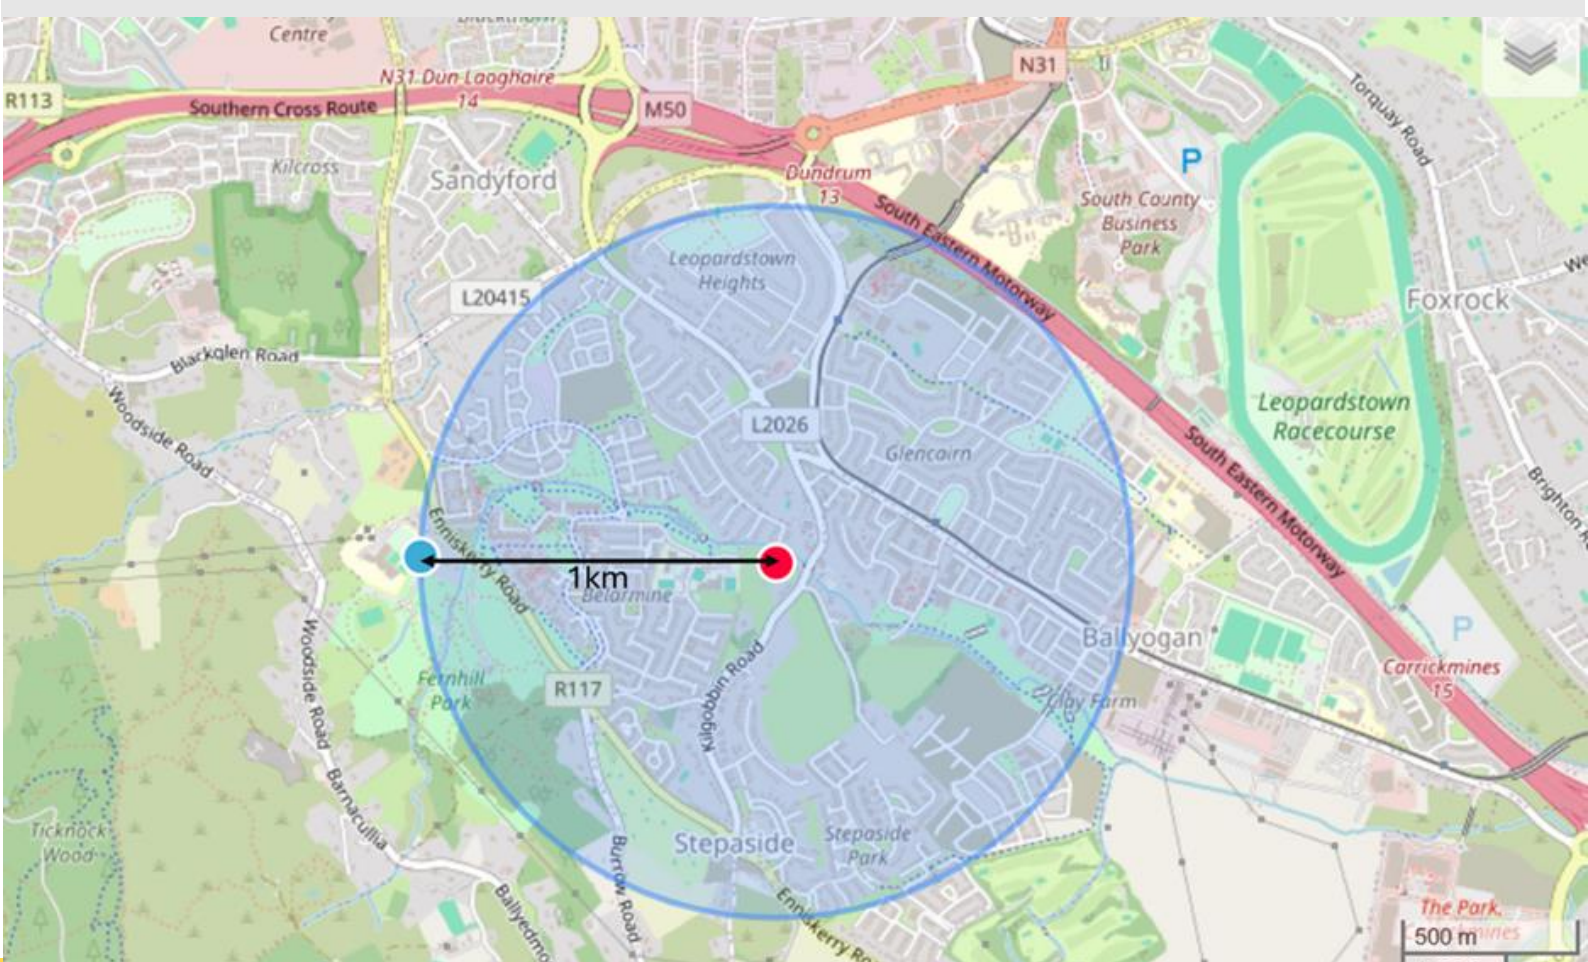 Centre
N31
N31 Dun Laoghaire
14
R113
Southern Cross Route
M50
Torquay Road
P
Kilcross
Sandyford
Dundrum
13
South County
Business
Park
South Eastern Motorway
Leopardstown
Heights
L20415
Foxrock
Blackglen Road
Woodside Road
Leopardstown
Racecourse
L2026
Glencairn
South Eastern Motorway
Enniskerry Road
1km
Belarmine
Woodside Road
Ballyogan
P
Carrickmines
15
Fernhill
Park
R117
Kilgobbin Road
Clay Farm
Barnacullia
Ticknock
Wood
Stepaside
Stepaside
Park
Burrow Road
The Park,
Carrickmines
500 m